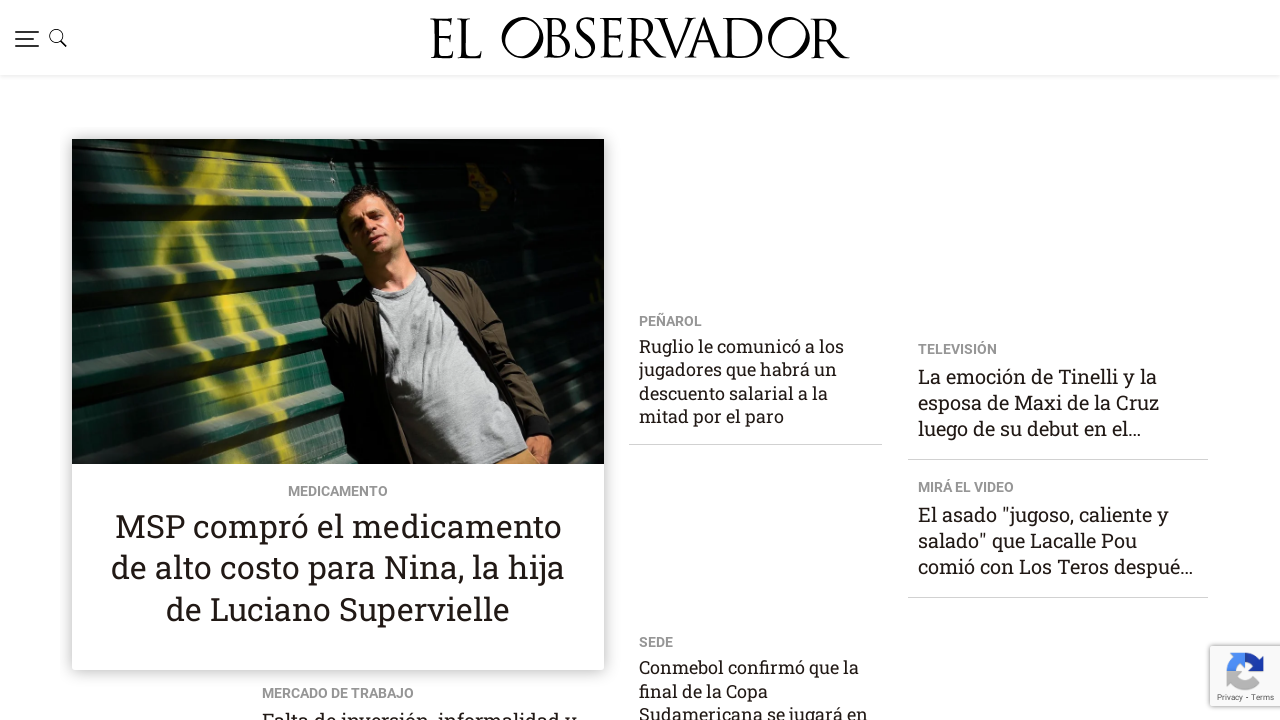 EL OBSERVADOR
MEDICAMENTO
MSP compró el medicamento
de alto costo para Nina, la hija
de Luciano Supervielle
MERCADO DE TRABAJO
Falta de inversión, informalidad y
PEÑAROL
Ruglio le comunicó a los
jugadores que habrá un
descuento salarial a la
mitad por el paro
SEDE
Conmebol confirmó que la
final de la Copa
Sudamericana se jugará en
TELEVISIÓN
La emoción de Tinelli y la
esposa de Maxi de la Cruz
luego de su debut en el...
MIRÁ EL VIDEO
El asado "jugoso, caliente y
salado" que Lacalle Pou
comió con Los Teros despué...
Privacy - Terms